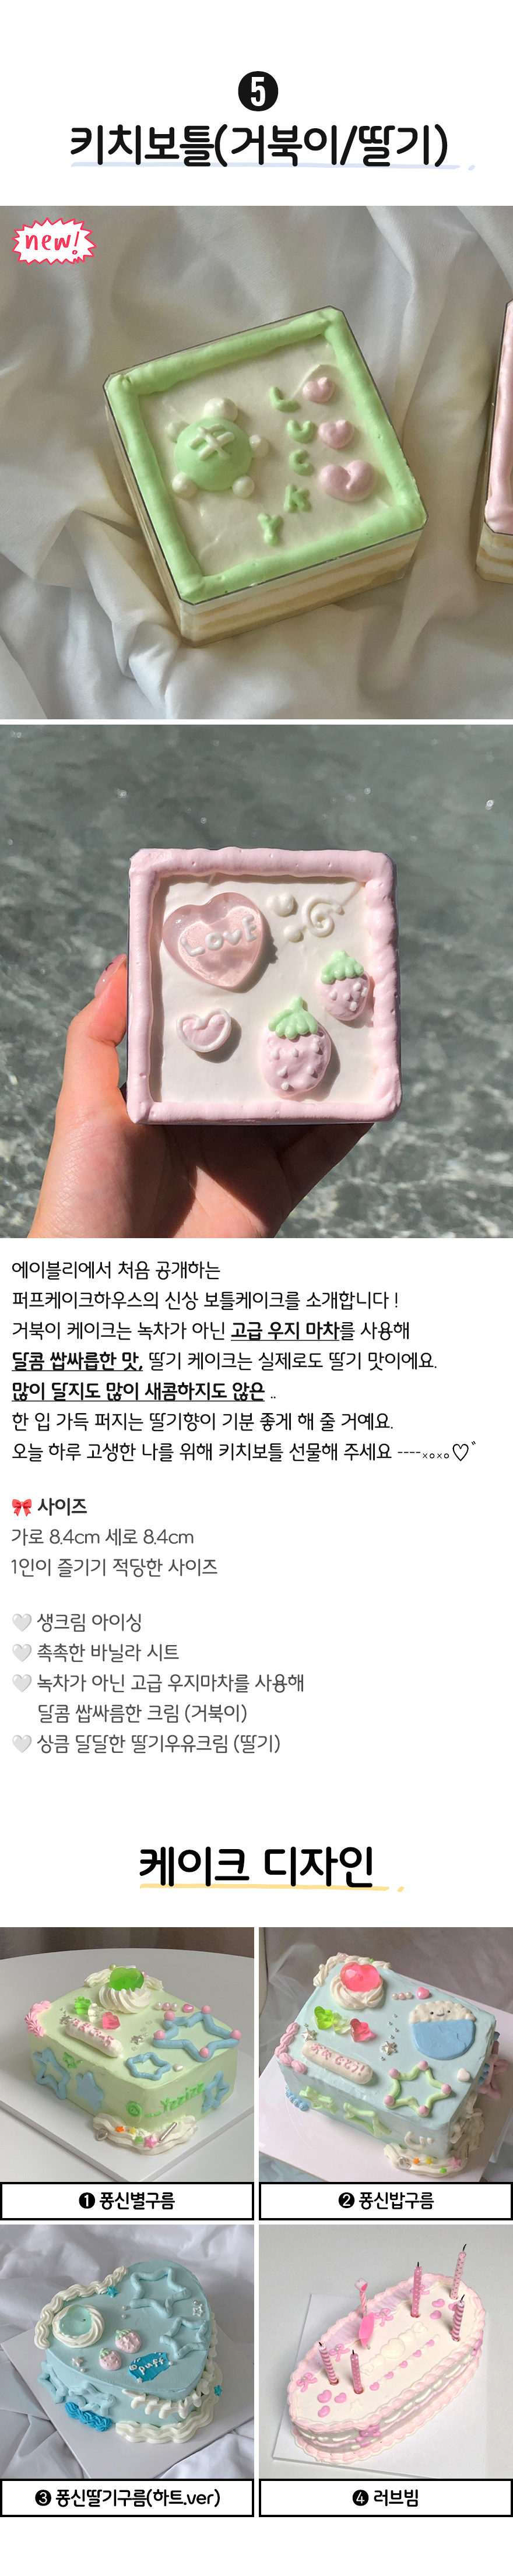 5
키치보틀(거북이/딸기)
new!
LUCKY
LOVE
에이블리에서 처음 공개하는
퍼프케이크하우스의 신상 보틀케이크를 소개합니다 !
거북이 케이크는 녹차가 아닌 고급 우지 마차를 사용해
달콤 쌉싸릅한 맛, 딸기 케이크는 실제로도 딸기 맛이에요.
많이 달지도 많이 새콤하지도 않은 ..
한 입 가득 퍼지는 딸기향이 기분 좋게 해 줄 거예요.
오늘 하루 고생한 나를 위해 키치보틀 선물해 주세요 ----×o×o♡゛
🎀 사이즈
가로 8.4cm 세로 8.4cm
1인이 즐기기 적당한 사이즈
🤍 생크림 아이싱
🤍 촉촉한 바닐라 시트
🤍 녹차가 아닌 고급 우지마차를 사용해
달콤 쌉싸름한 크림 (거북이)
🤍 상큼 달달한 딸기우유크림 (딸기)
케이크 디자인
❶ 퐁신별구름
❷ 퐁신밥구름
puff
❸ 퐁신딸기구름(하트.ver)
❹ 러브빔